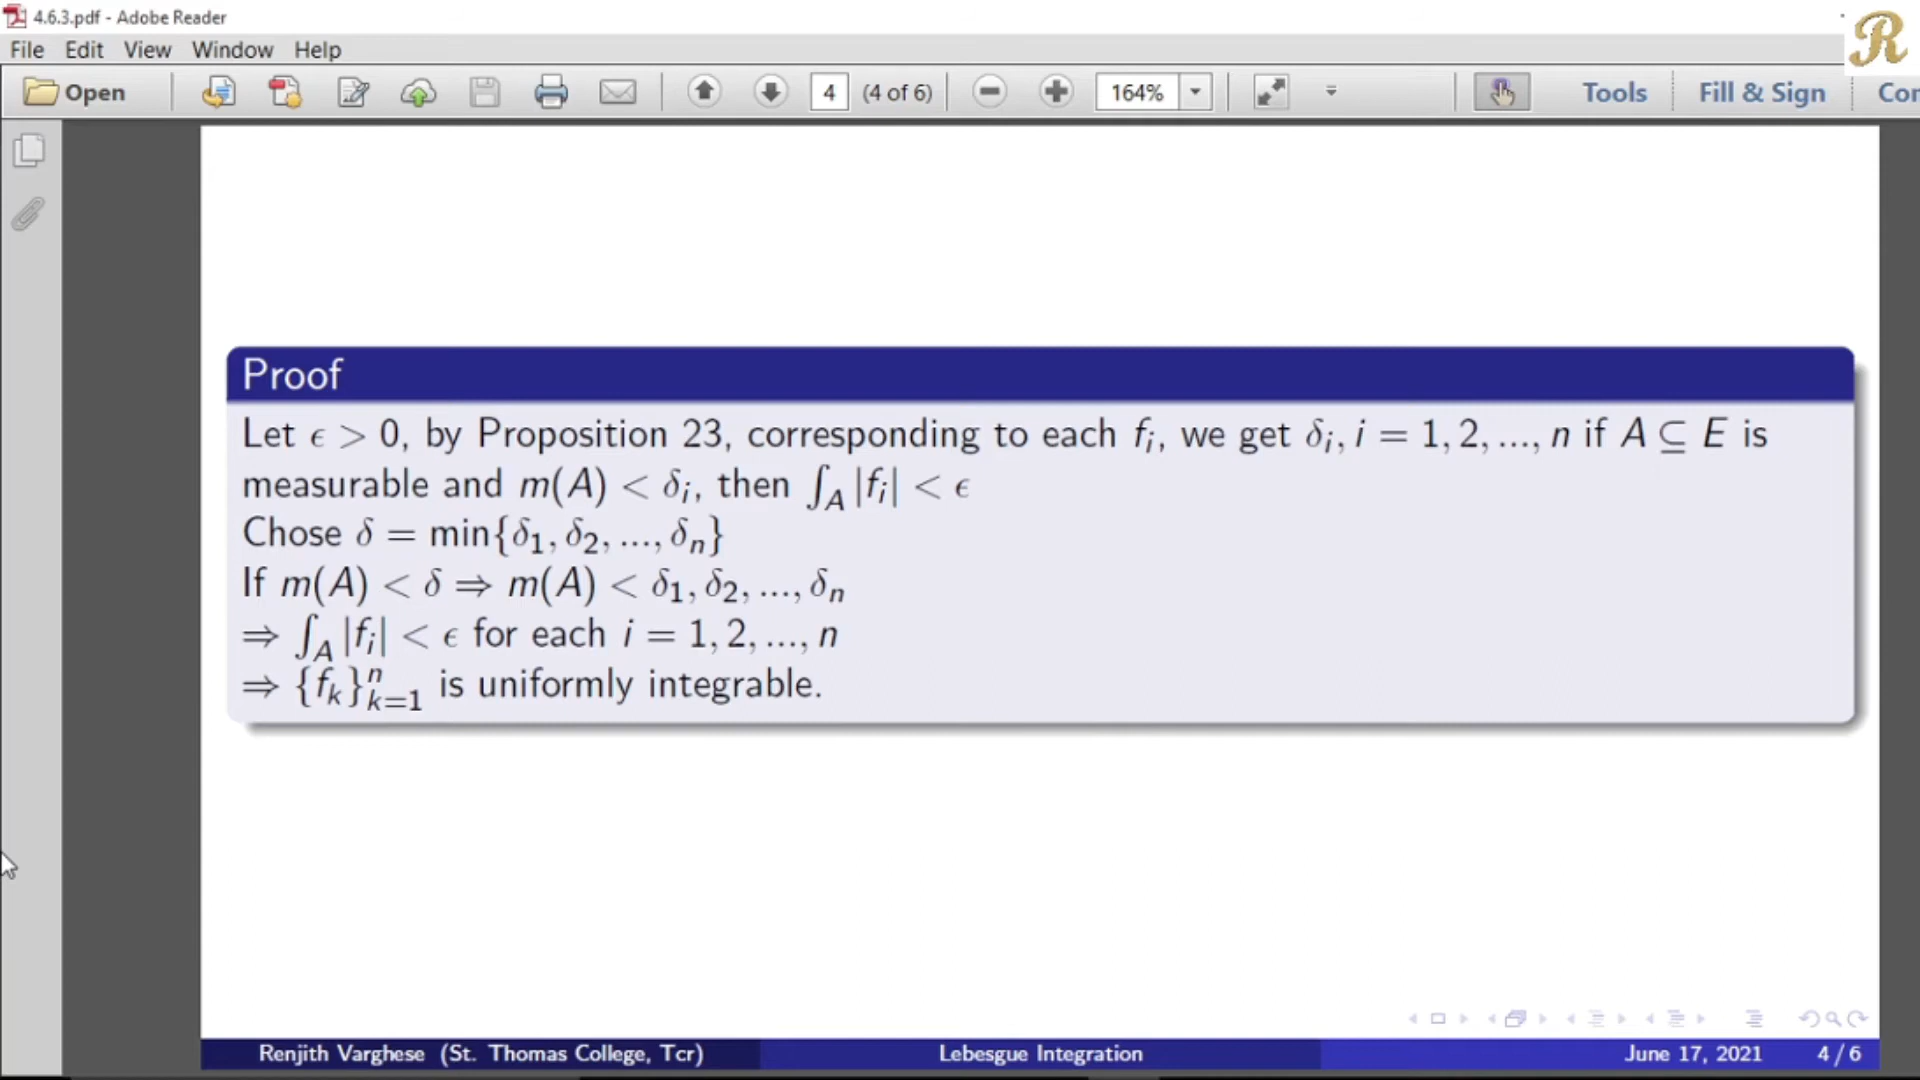 4.6.3.pdf - Adobe Reader
R
File Edit View Window Help
Open 4 (4 of 6) 164% Tools Fill & Sign Cor
Proof
Let ϵ > 0, by Proposition 23, corresponding to each fᵢ, we get δᵢ, i = 1, 2, ..., n if A ⊆ E is
measurable and m(A) < δᵢ, then ∫_A |fᵢ| < ϵ
Chose δ = min{δ₁, δ₂, ..., δₙ}
If m(A) < δ ⇒ m(A) < δ₁, δ₂, ..., δₙ
⇒ ∫_A |fᵢ| < ϵ for each i = 1, 2, ..., n
⇒ {fₖ}ⁿₖ₌₁ is uniformly integrable.
Renjith Varghese (St. Thomas College, Tcr) Lebesgue Integration June 17, 2021 4 / 6